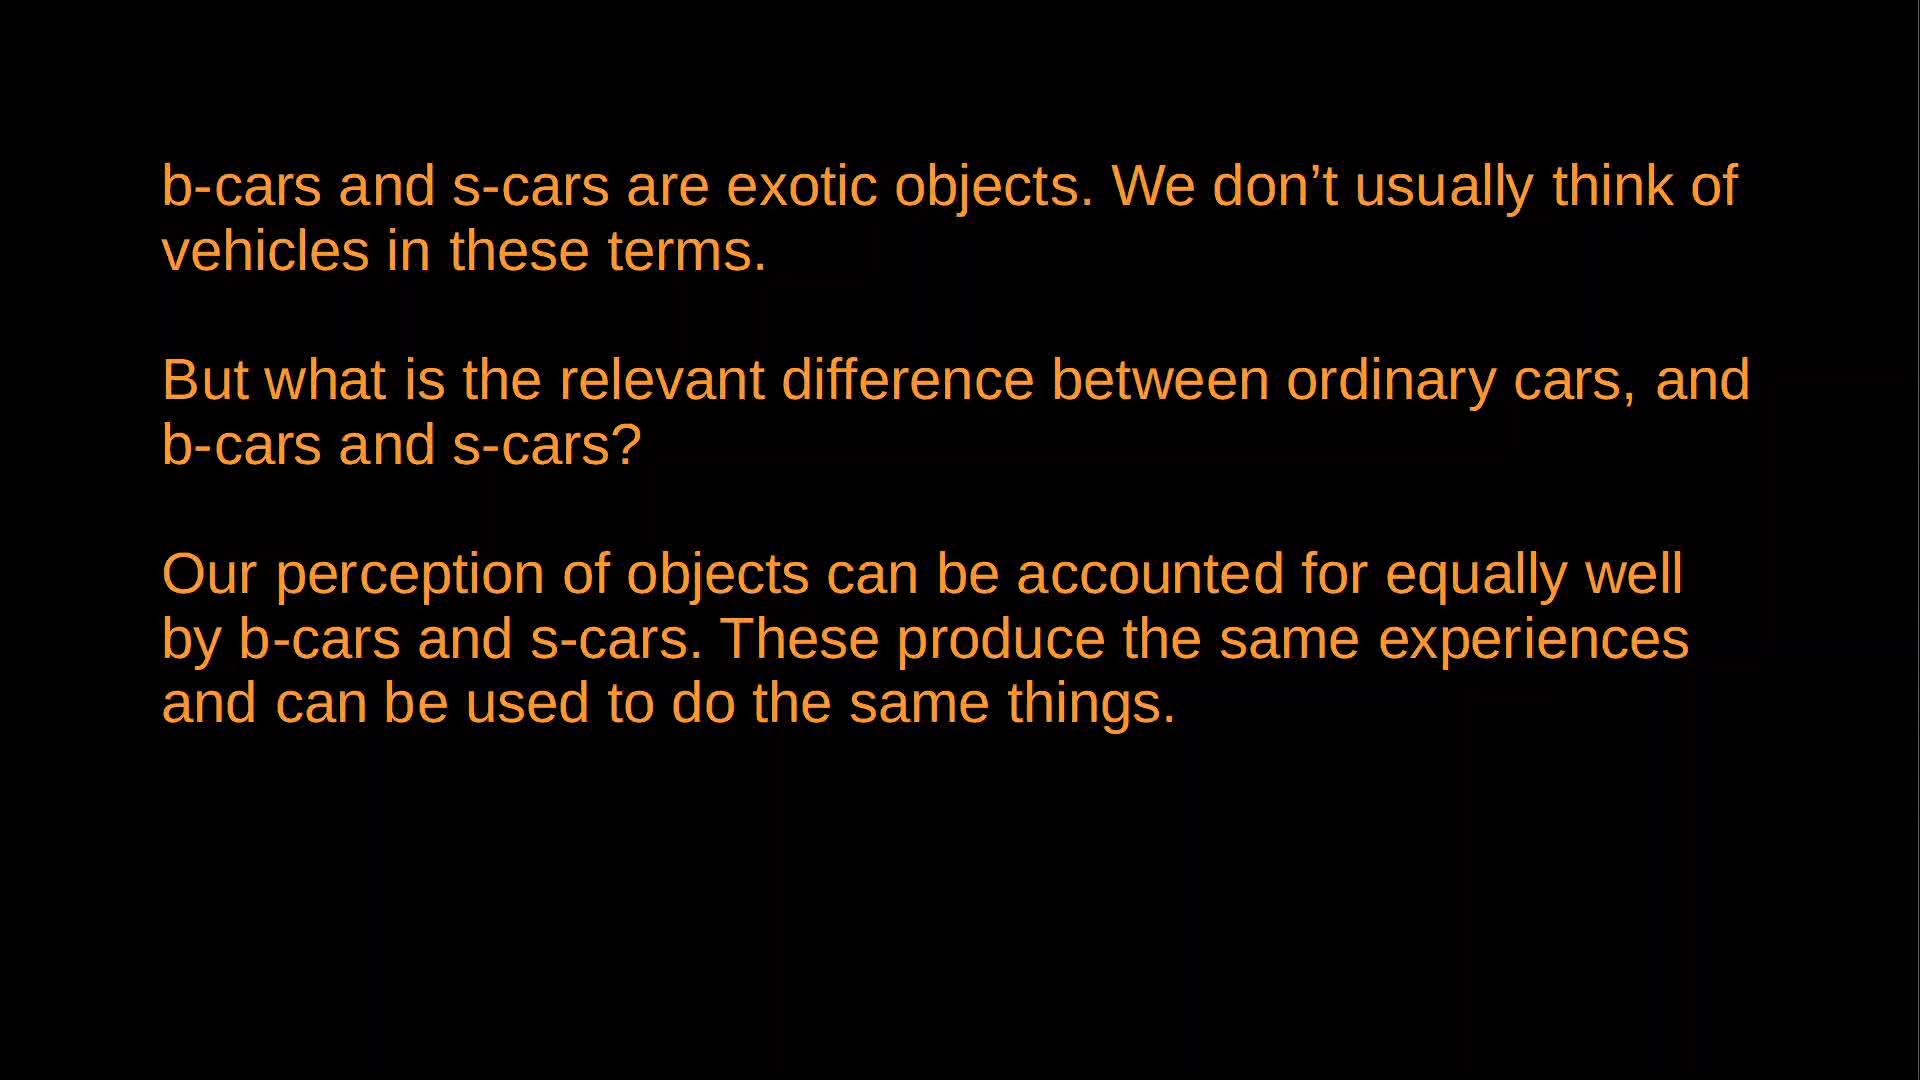 b-cars and s-cars are exotic objects. We don’t usually think of
vehicles in these terms.
But what is the relevant difference between ordinary cars, and
b-cars and s-cars?
Our perception of objects can be accounted for equally well
by b-cars and s-cars. These produce the same experiences
and can be used to do the same things.